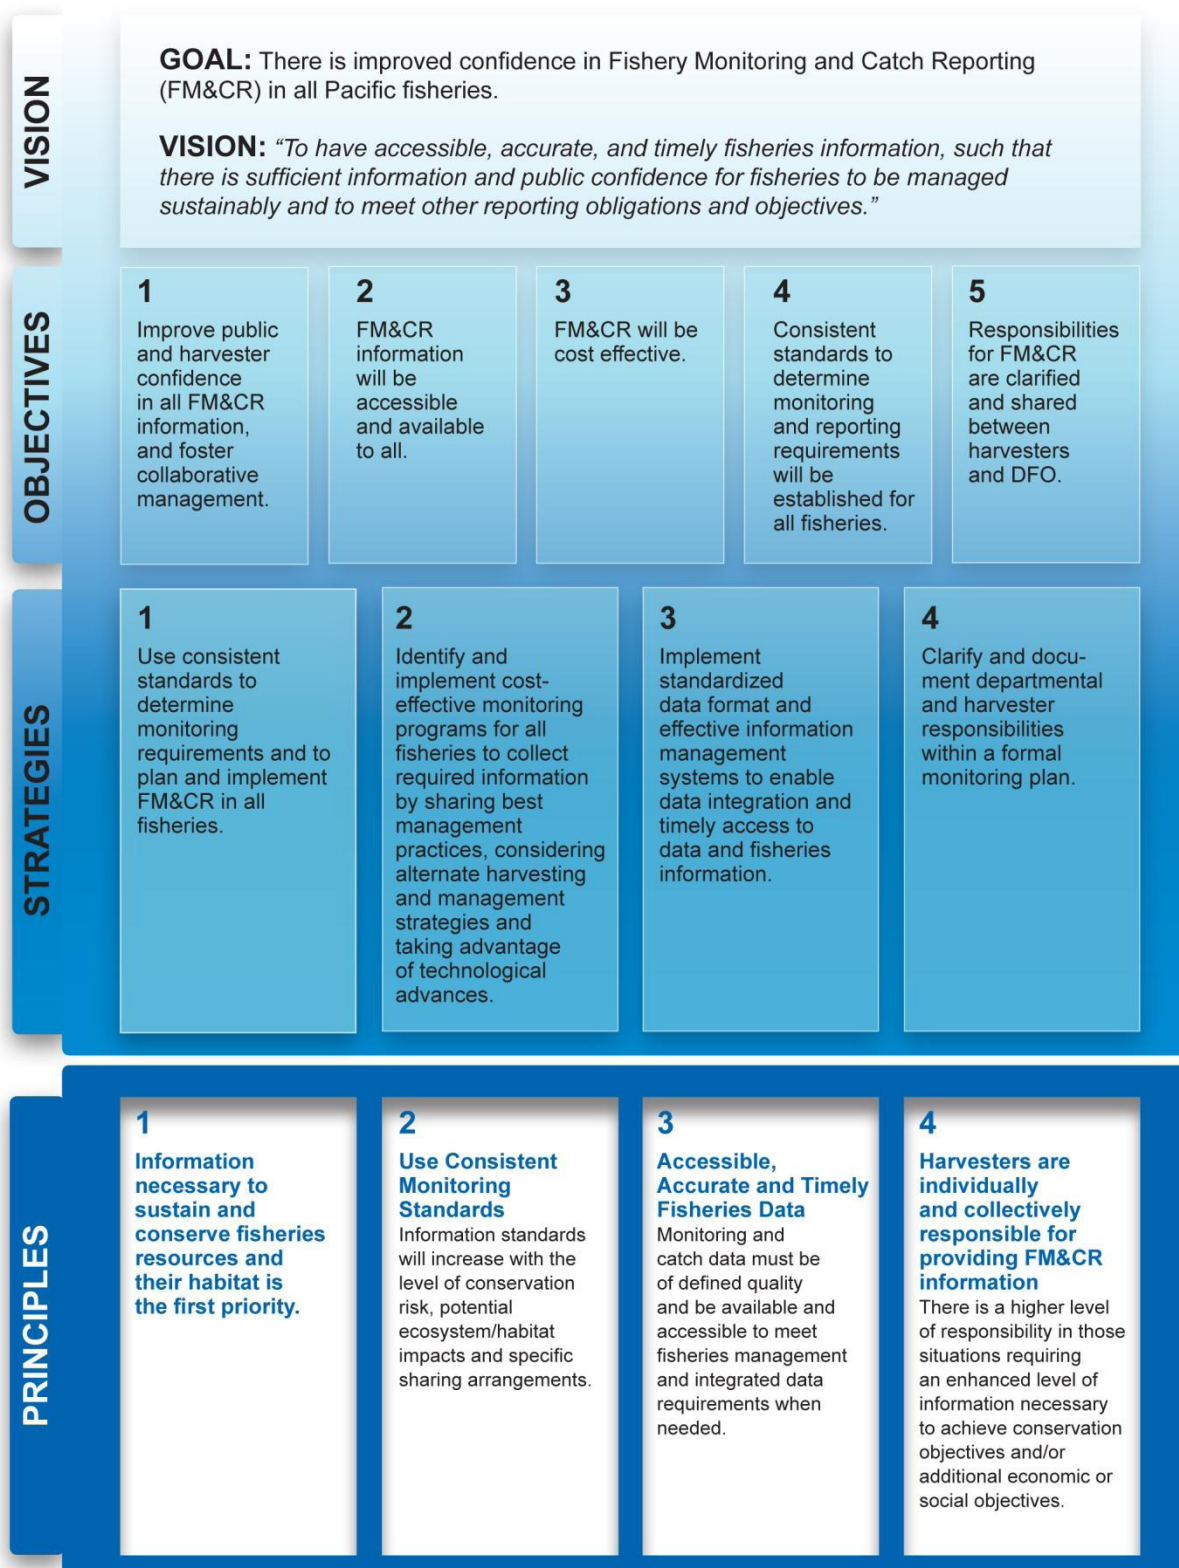 VISION
GOAL: There is improved confidence in Fishery Monitoring and Catch Reporting
(FM&CR) in all Pacific fisheries.
VISION: “To have accessible, accurate, and timely fisheries information, such that
there is sufficient information and public confidence for fisheries to be managed
sustainably and to meet other reporting obligations and objectives.”
OBJECTIVES
1
Improve public
and harvester
confidence
in all FM&CR
information,
and foster
collaborative
management.
2
FM&CR
information
will be
accessible
and available
to all.
3
FM&CR will be
cost effective.
4
Consistent
standards to
determine
monitoring
and reporting
requirements
will be
established for
all fisheries.
5
Responsibilities
for FM&CR
are clarified
and shared
between
harvesters
and DFO.
STRATEGIES
1
Use consistent
standards to
determine
monitoring
requirements and to
plan and implement
FM&CR in all
fisheries.
2
Identify and
implement cost-
effective monitoring
programs for all
fisheries to collect
required information
by sharing best
management
practices, considering
alternate harvesting
and management
strategies and
taking advantage
of technological
advances.
3
Implement
standardized
data format and
effective information
management
systems to enable
data integration and
timely access to
data and fisheries
information.
4
Clarify and docu-
ment departmental
and harvester
responsibilities
within a formal
monitoring plan.
PRINCIPLES
1
Information
necessary to
sustain and
conserve fisheries
resources and
their habitat is
the first priority.
2
Use Consistent
Monitoring
Standards
Information standards
will increase with the
level of conservation
risk, potential
ecosystem/habitat
impacts and specific
sharing arrangements.
3
Accessible,
Accurate and Timely
Fisheries Data
Monitoring and
catch data must be
of defined quality
and be available and
accessible to meet
fisheries management
and integrated data
requirements when
needed.
4
Harvesters are
individually
and collectively
responsible for
providing FM&CR
information
There is a higher level
of responsibility in those
situations requiring
an enhanced level of
information necessary
to achieve conservation
objectives and/or
additional economic or
social objectives.